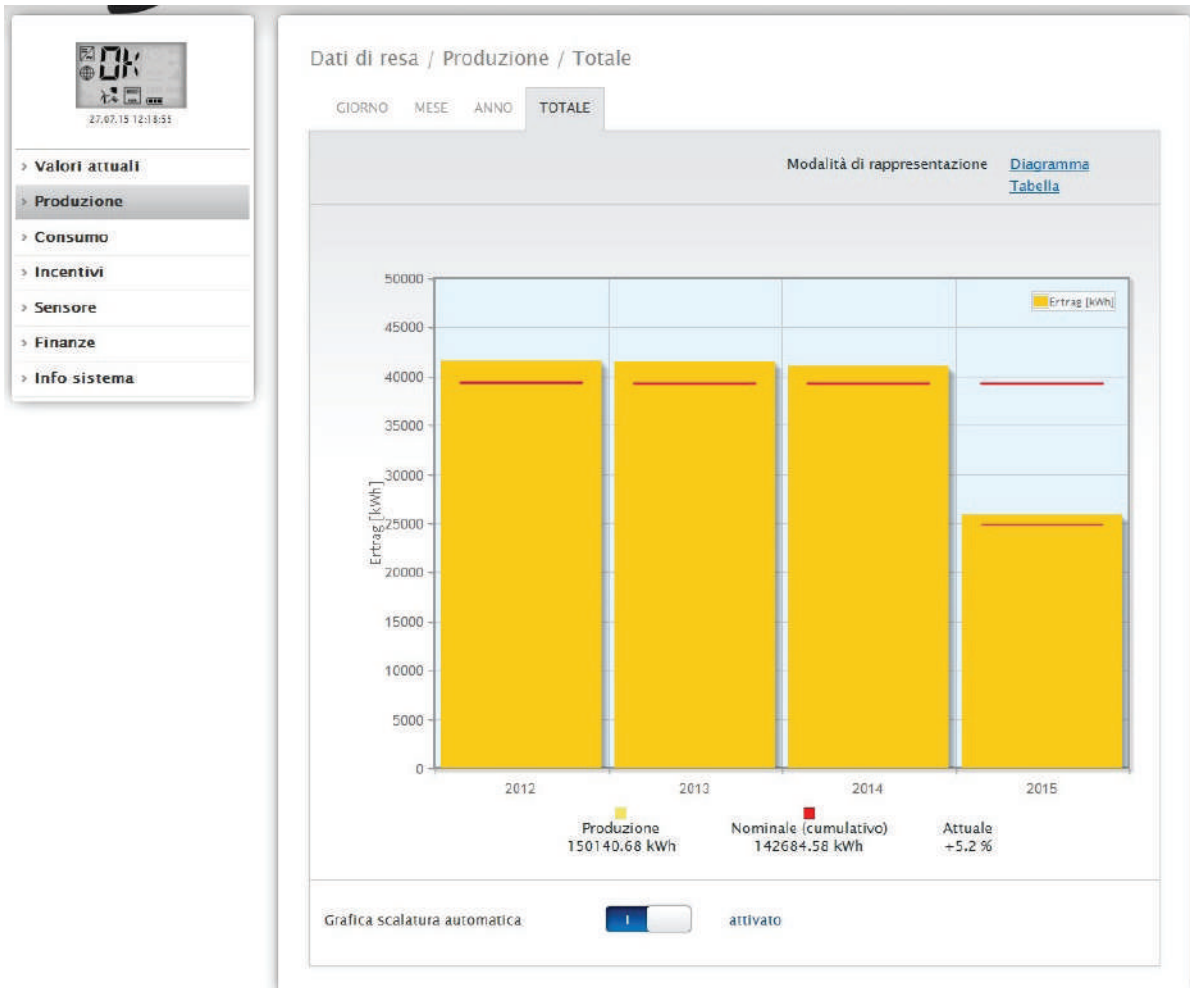 OK
27.07.15 12:18:55
› Valori attuali
› Produzione
› Consumo
› Incentivi
› Sensore
› Finanze
› Info sistema
Dati di resa / Produzione / Totale
GIORNO MESE ANNO TOTALE
Modalità di rappresentazione Diagramma
Tabella
Ertrag [kWh]
50000
45000
40000
35000
30000
25000
20000
15000
10000
5000
0
Ertrag [kWh]
2012 2013 2014 2015
Produzione Nominale (cumulativo) Attuale
150140.68 kWh 142684.58 kWh +5.2 %
Grafica scalatura automatica I attivato